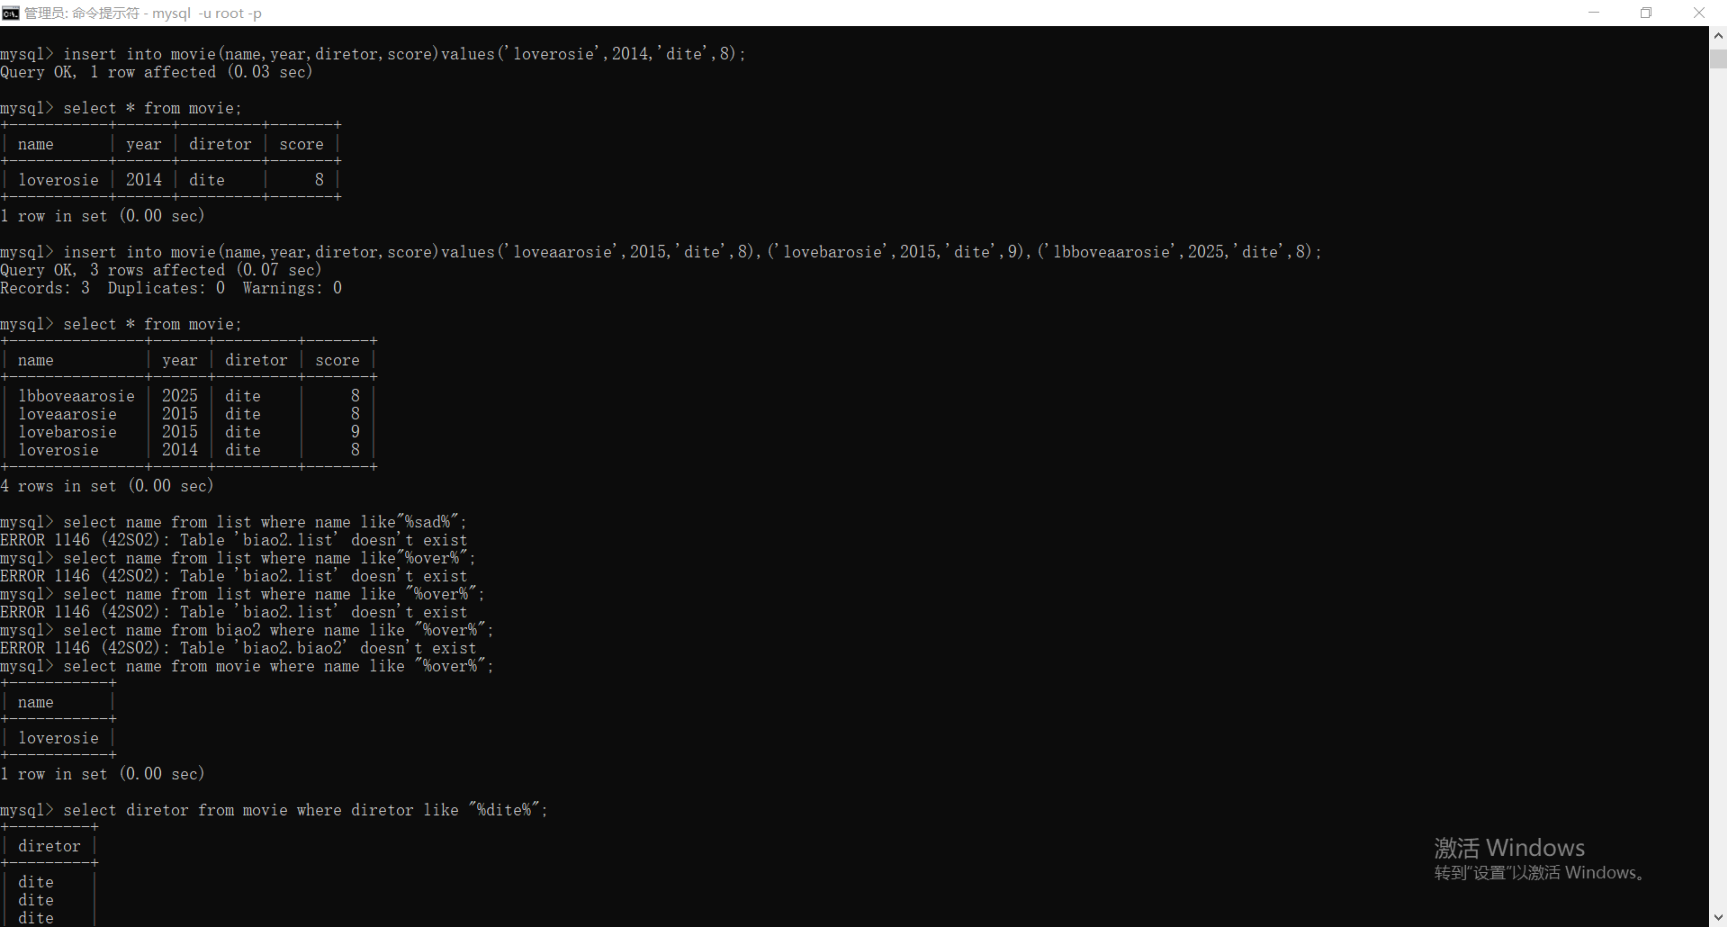 管理员: 命令提示符 - mysql  -u root -p
mysql> insert into movie(name,year,diretor,score)values('loverosie',2014,'dite',8);
Query OK, 1 row affected (0.03 sec)
mysql> select * from movie;
+-----------+------+---------+-------+
| name      | year | diretor | score |
+-----------+------+---------+-------+
| loverosie | 2014 | dite    |     8 |
+-----------+------+---------+-------+
1 row in set (0.00 sec)
mysql> insert into movie(name,year,diretor,score)values('loveaarosie',2015,'dite',8),('lovebarosie',2015,'dite',9),('lbboveaarosie',2025,'dite',8);
Query OK, 3 rows affected (0.07 sec)
Records: 3  Duplicates: 0  Warnings: 0
mysql> select * from movie;
+---------------+------+---------+-------+
| name          | year | diretor | score |
+---------------+------+---------+-------+
| lbboveaarosie | 2025 | dite    |     8 |
| loveaarosie   | 2015 | dite    |     8 |
| lovebarosie   | 2015 | dite    |     9 |
| loverosie     | 2014 | dite    |     8 |
+---------------+------+---------+-------+
4 rows in set (0.00 sec)
mysql> select name from list where name like"%sad%";
ERROR 1146 (42S02): Table 'biao2.list' doesn't exist
mysql> select name from list where name like"%over%";
ERROR 1146 (42S02): Table 'biao2.list' doesn't exist
mysql> select name from list where name like "%over%";
ERROR 1146 (42S02): Table 'biao2.list' doesn't exist
mysql> select name from biao2 where name like "%over%";
ERROR 1146 (42S02): Table 'biao2.biao2' doesn't exist
mysql> select name from movie where name like "%over%";
+-----------+
| name      |
+-----------+
| loverosie |
+-----------+
1 row in set (0.00 sec)
mysql> select diretor from movie where diretor like "%dite%";
+---------+
| diretor |
+---------+
| dite    |
| dite    |
| dite    |
激活 Windows
转到"设置"以激活 Windows。